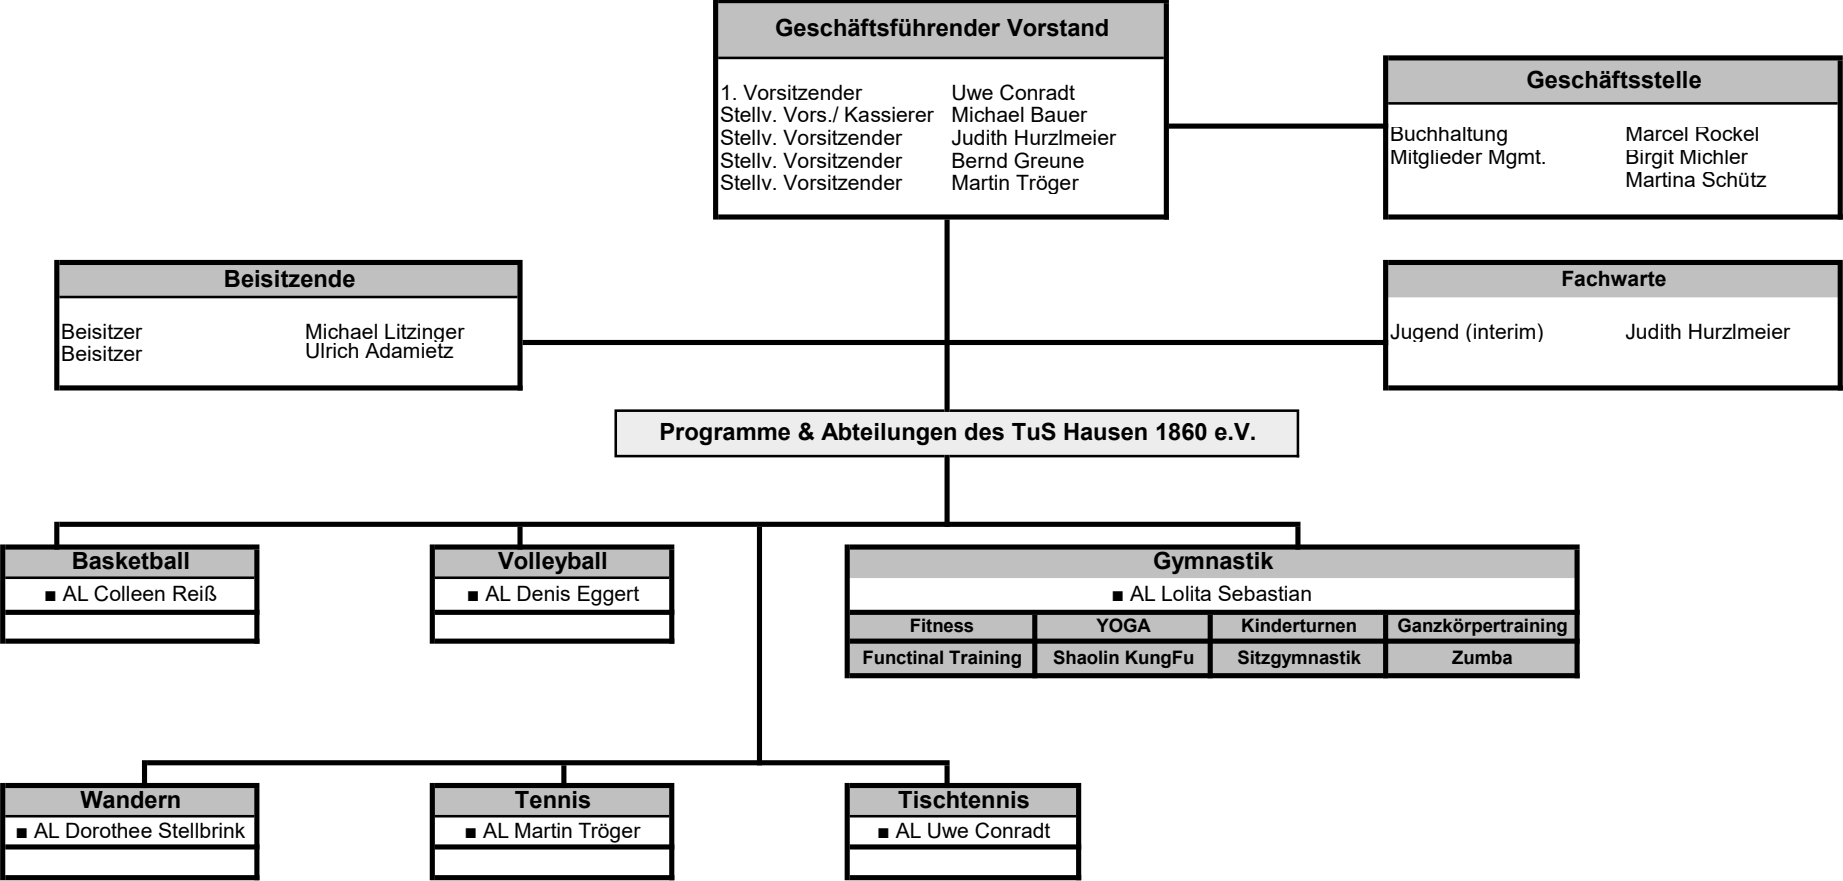 Geschäftsführender Vorstand
1. Vorsitzender Uwe Conradt
Stellv. Vors./ Kassierer Michael Bauer
Stellv. Vorsitzender Judith Hurzlmeier
Stellv. Vorsitzender Bernd Greune
Stellv. Vorsitzender Martin Tröger
Geschäftsstelle
Buchhaltung Marcel Rockel
Mitglieder Mgmt. Birgit Michler
Martina Schütz
Beisitzende
Beisitzer Michael Litzinger
Beisitzer Ulrich Adamietz
Fachwarte
Jugend (interim) Judith Hurzlmeier
Programme & Abteilungen des TuS Hausen 1860 e.V.
Basketball
■ AL Colleen Reiß
Volleyball
■ AL Denis Eggert
Gymnastik
■ AL Lolita Sebastian
Fitness YOGA Kinderturnen Ganzkörpertraining
Functinal Training Shaolin KungFu Sitzgymnastik Zumba
Wandern
■ AL Dorothee Stellbrink
Tennis
■ AL Martin Tröger
Tischtennis
■ AL Uwe Conradt